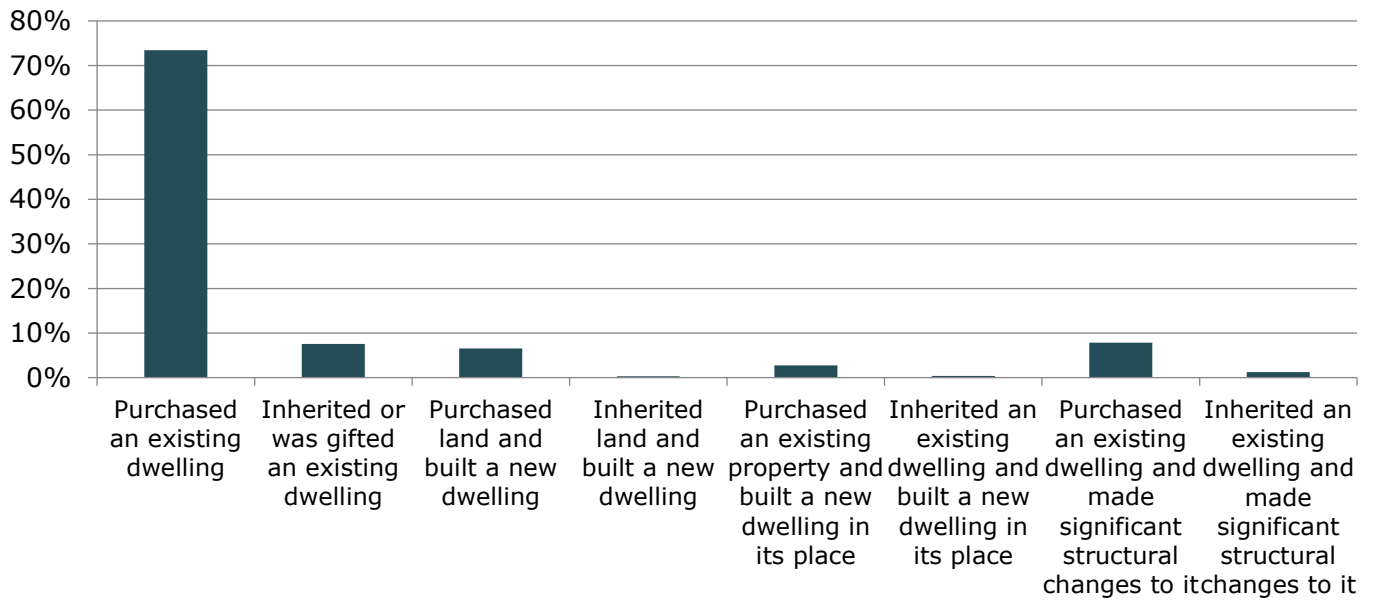 80%
70%
60%
50%
40%
30%
20%
10%
0%
Purchased
an existing
dwelling
Inherited or
was gifted
an existing
dwelling
Purchased
land and
built a new
dwelling
Inherited
land and
built a new
dwelling
Purchased
an existing
property and
built a new
dwelling in
its place
Inherited an
existing
dwelling and
built a new
dwelling in
its place
Purchased
an existing
dwelling and
made
significant
structural
changes to it
Inherited an
existing
dwelling and
made
significant
structural
changes to it